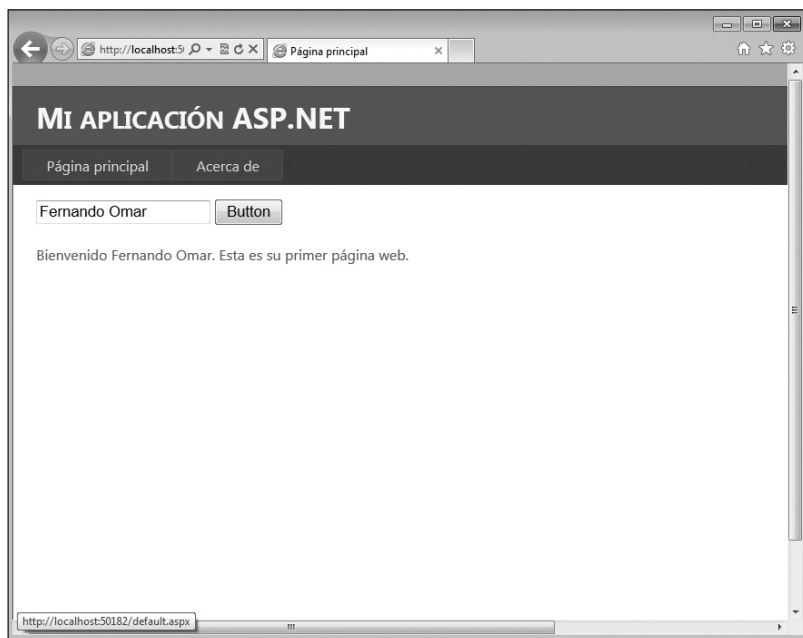 http://localhost:5
Página principal
MI APLICACIÓN ASP.NET
Página principal
Acerca de
Fernando Omar
Button
Bienvenido Fernando Omar. Esta es su primer página web.
http://localhost:50182/default.aspx